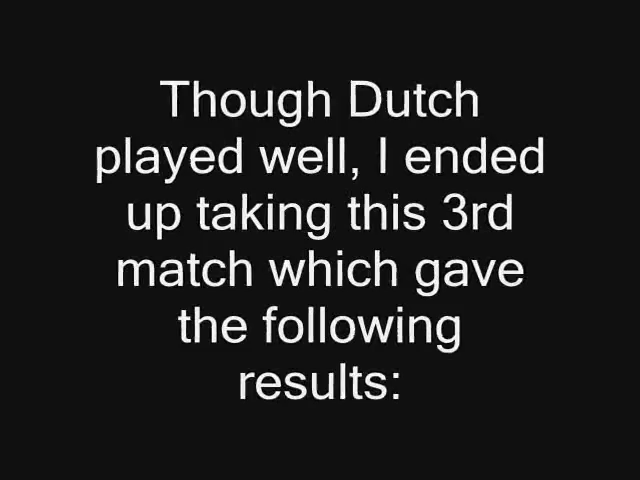 Though Dutch
played well, I ended
up taking this 3rd
match which gave
the following
results: